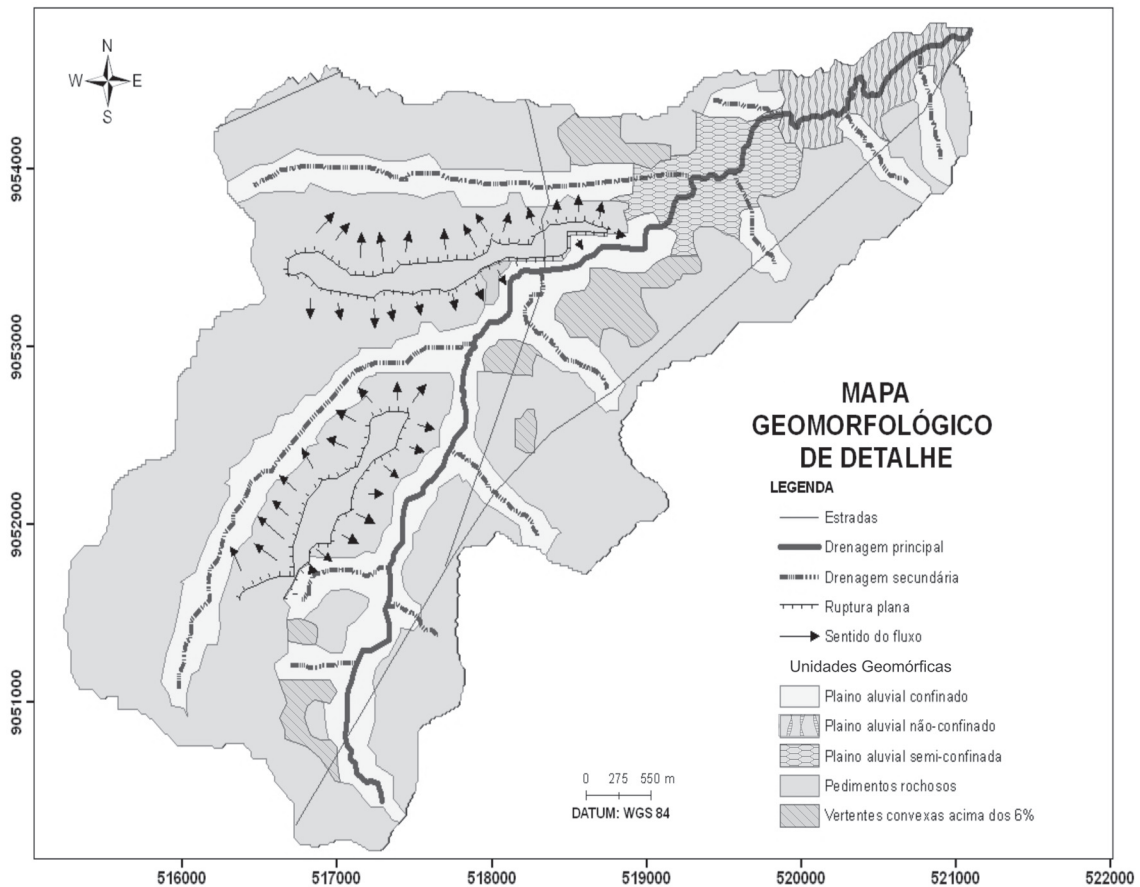 N
W
E
S
9054000
9053000
9052000
9051000
MAPA
GEOMORFOLÓGICO
DE DETALHE
LEGENDA
Estradas
Drenagem principal
Drenagem secundária
Ruptura plana
Sentido do fluxo
Unidades Geomórficas
Plaino aluvial confinado
Plaino aluvial não-confinado
Plaino aluvial semi-confinada
Pedimentos rochosos
Vertentes convexas acima dos 6%
0 275 550 m
DATUM: WGS 84
516000 517000 518000 519000 520000 521000 522000